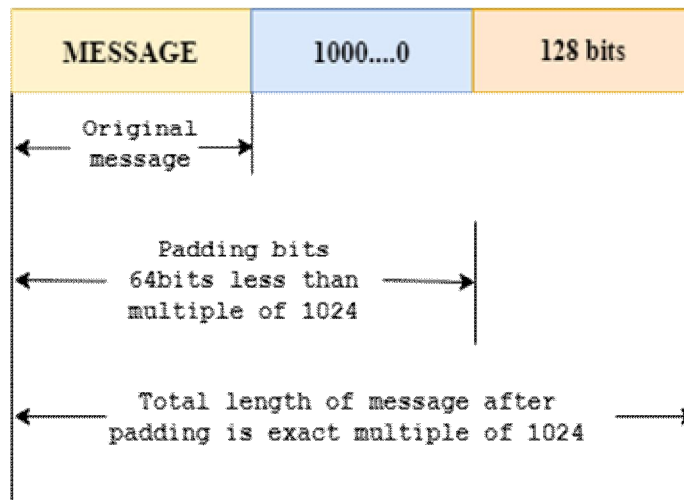 MESSAGE 1000....0 128 bits
Original
message
Padding bits
64bits less than
multiple of 1024
Total length of message after
padding is exact multiple of 1024